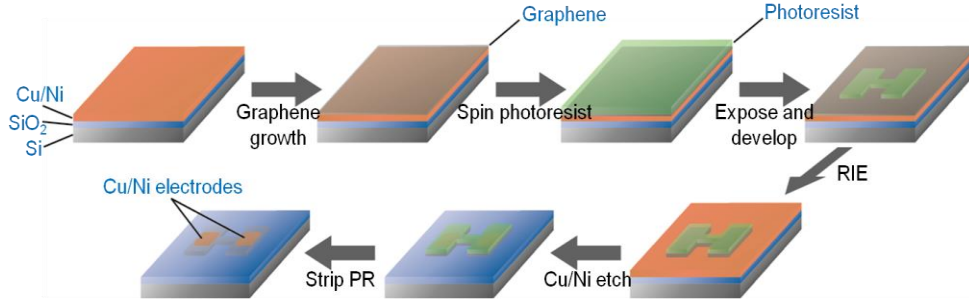 Graphene
Photoresist
Cu/Ni
SiO₂
Si
Graphene
growth
Spin photoresist
Expose and
develop
RIE
Cu/Ni electrodes
Strip PR
Cu/Ni etch